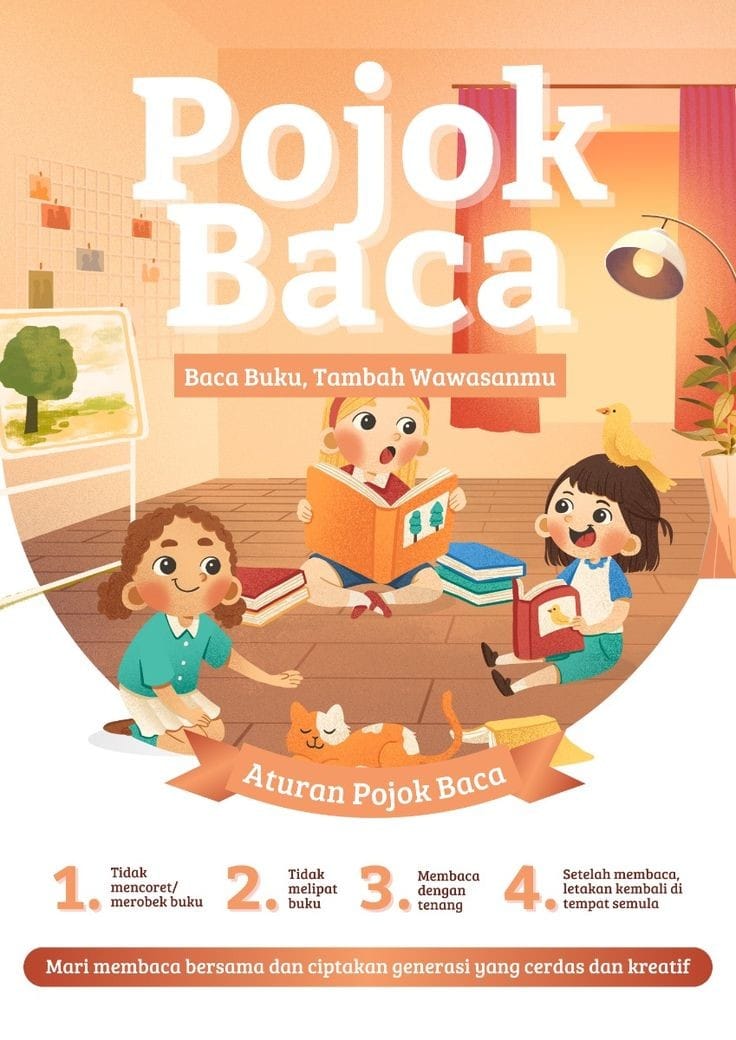 Pojok
Baca
Baca Buku, Tambah Wawasanmu
Aturan Pojok Baca
1.
Tidak
mencoret/
merobek buku
2.
Tidak
melipat
buku
3.
Membaca
dengan
tenang
4.
Setelah membaca,
letakan kembali di
tempat semula
Mari membaca bersama dan ciptakan generasi yang cerdas dan kreatif